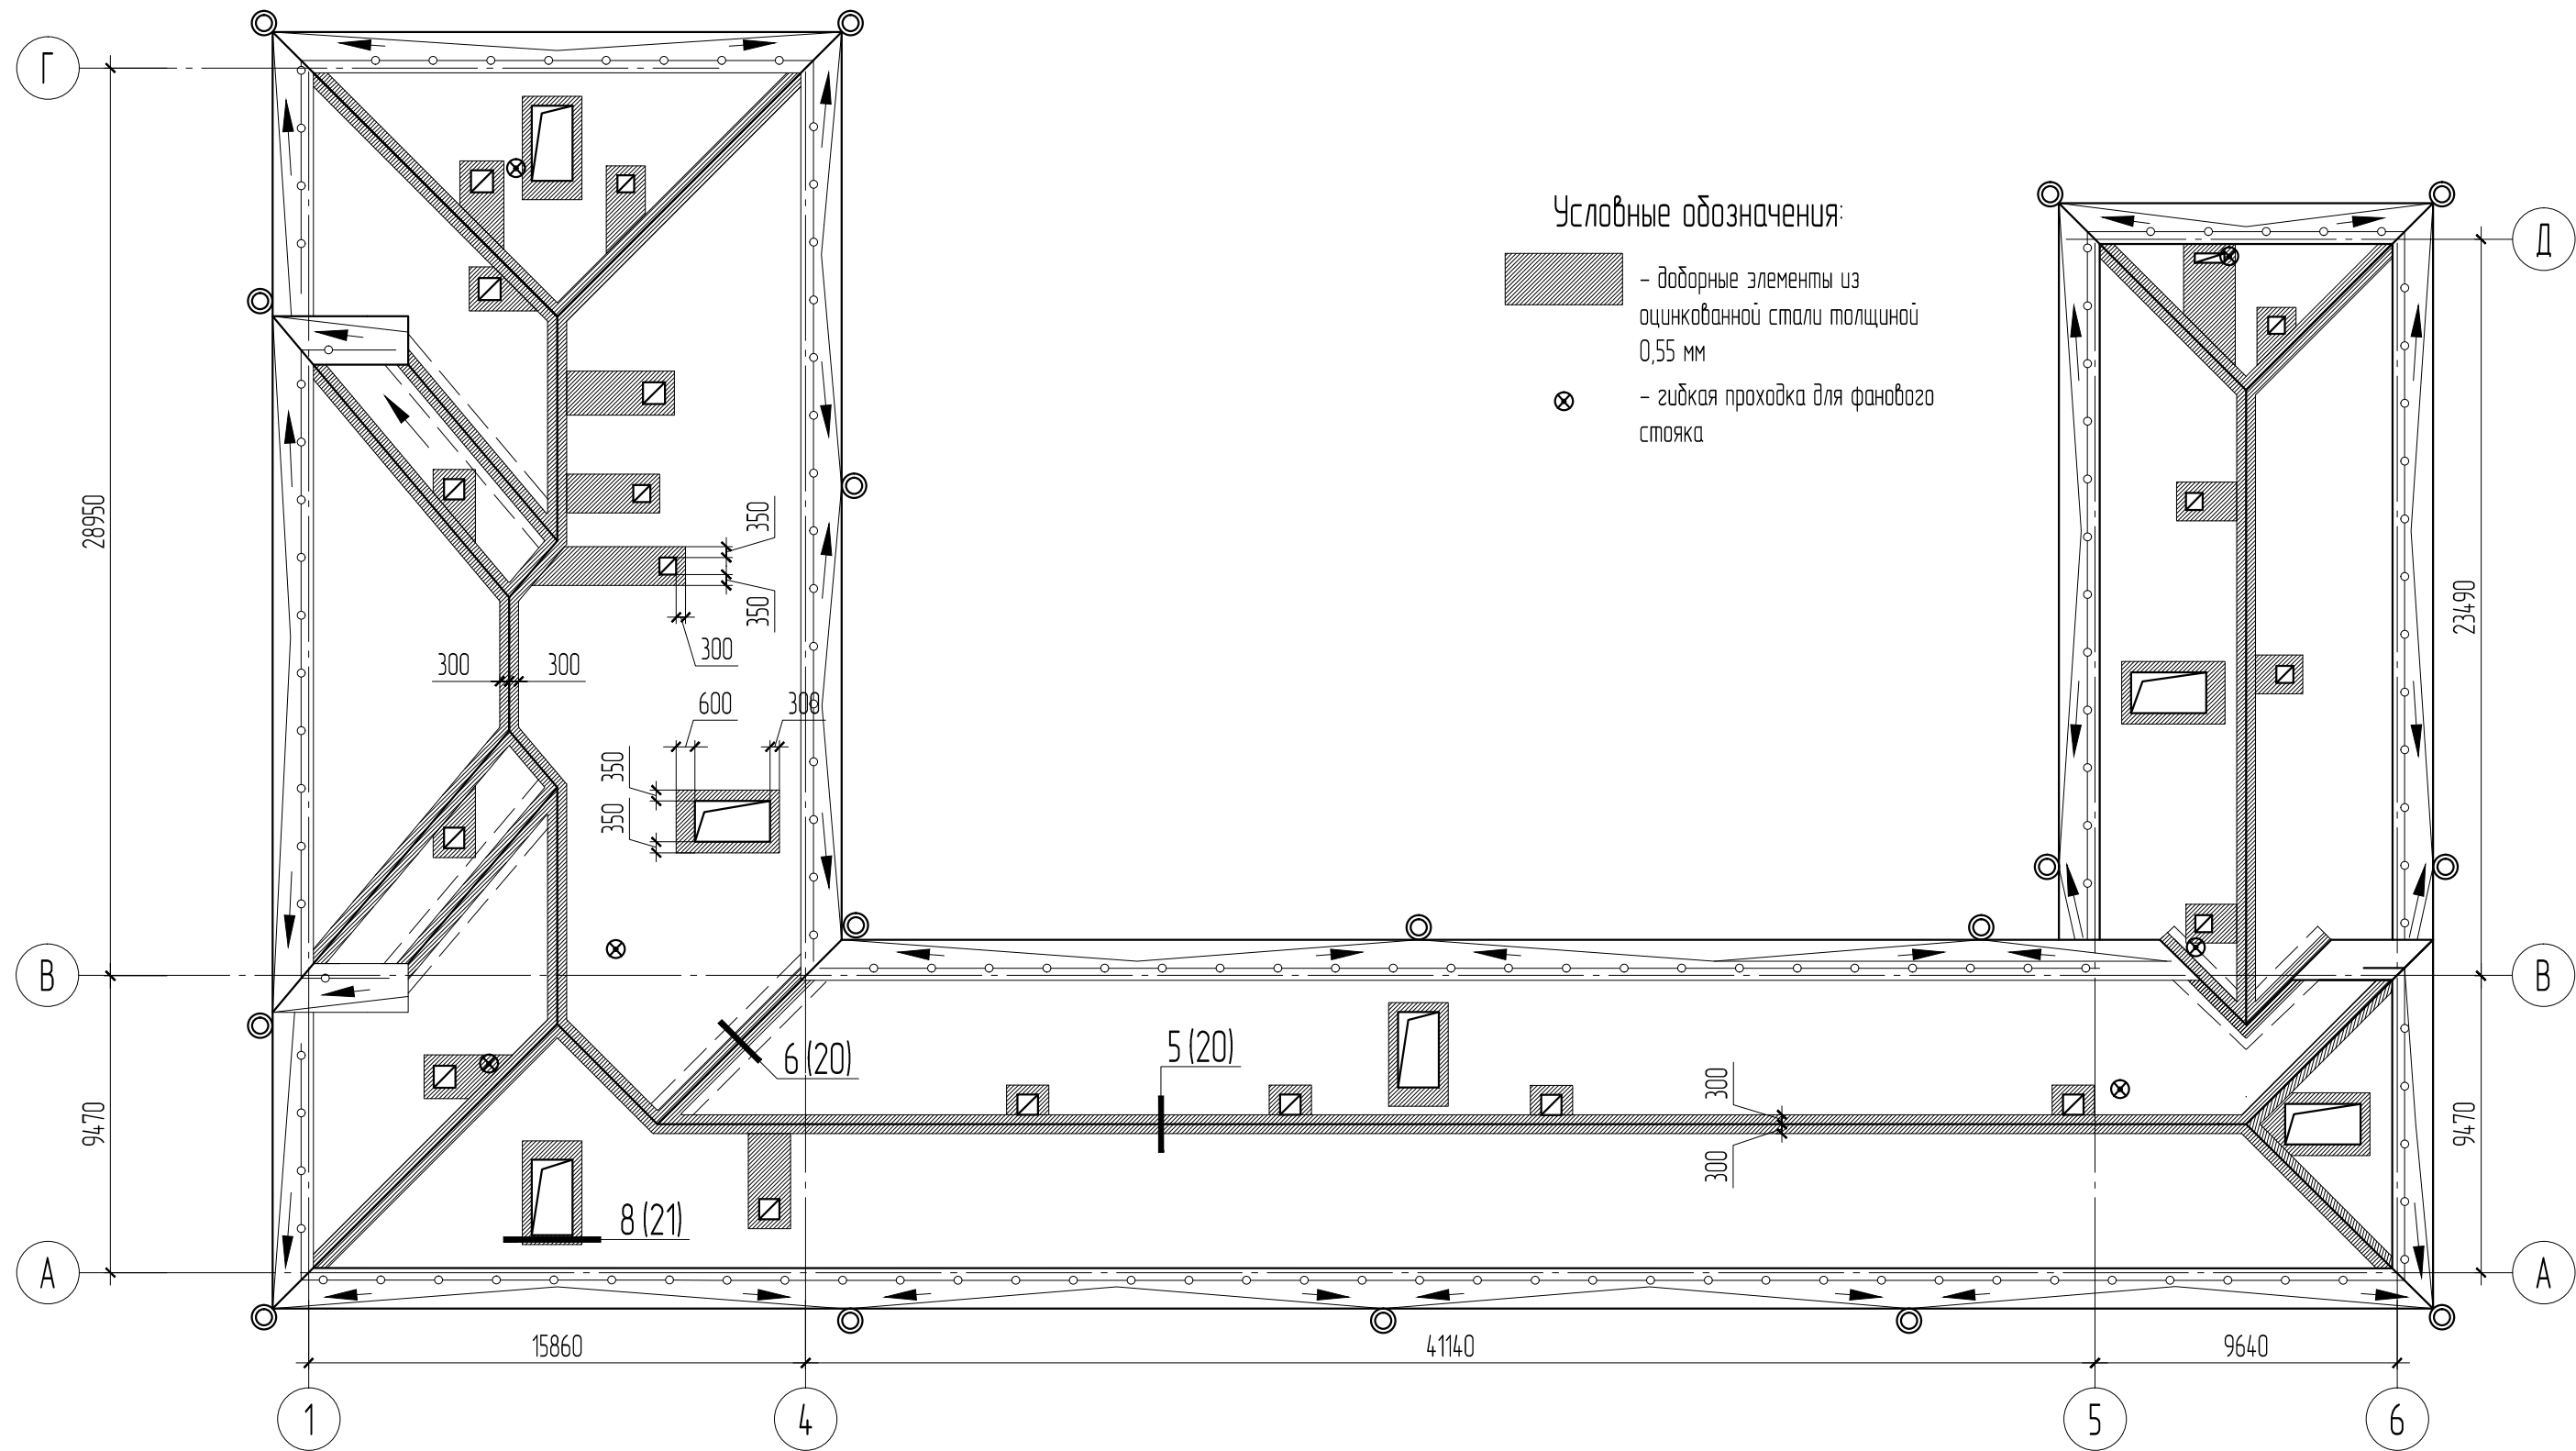 Г
Условные обозначения:
Д
– доборные элементы из
оцинкованной стали толщиной
0,55 мм
– гибкая проходка для фанового
стояка
28950
350
350
300
300
300
23490
600
300
350
350
В
В
6 (20)
5 (20)
300
300
9470
9470
8 (21)
А
А
15860
41140
9640
1
4
5
6